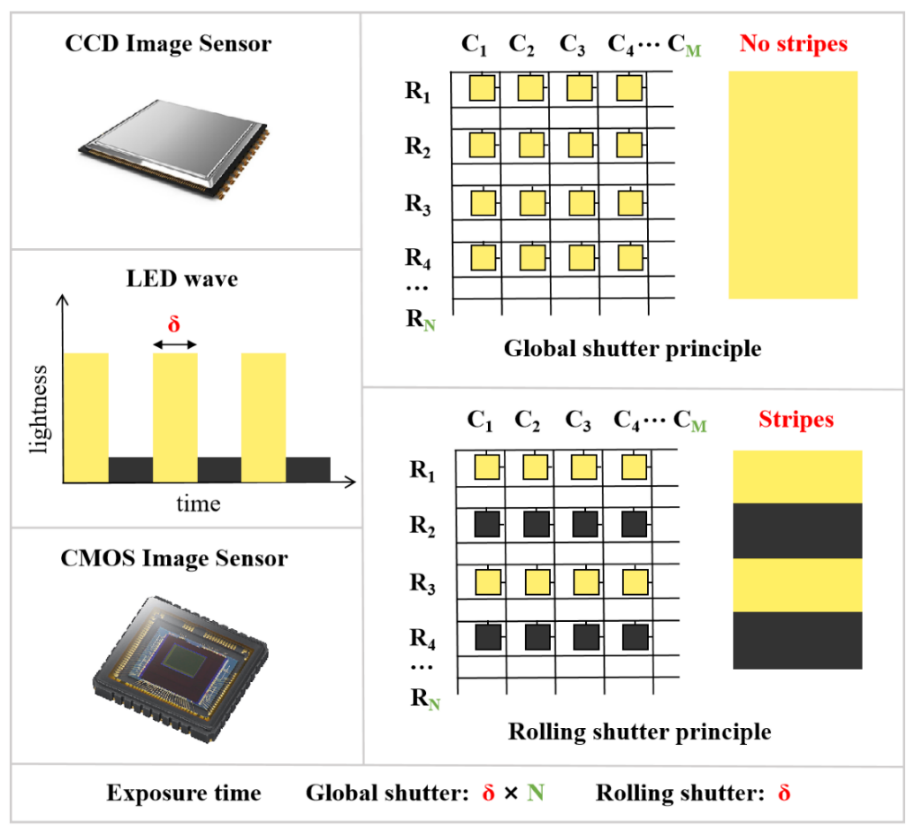 CCD Image Sensor
C1 C2 C3 C4 ··· CM
No stripes
R1
R2
R3
R4
...
RN
Global shutter principle
LED wave
δ
lightness
time
CMOS Image Sensor
C1 C2 C3 C4 ··· CM
Stripes
R1
R2
R3
R4
...
RN
Rolling shutter principle
Exposure time Global shutter: δ × N Rolling shutter: δ